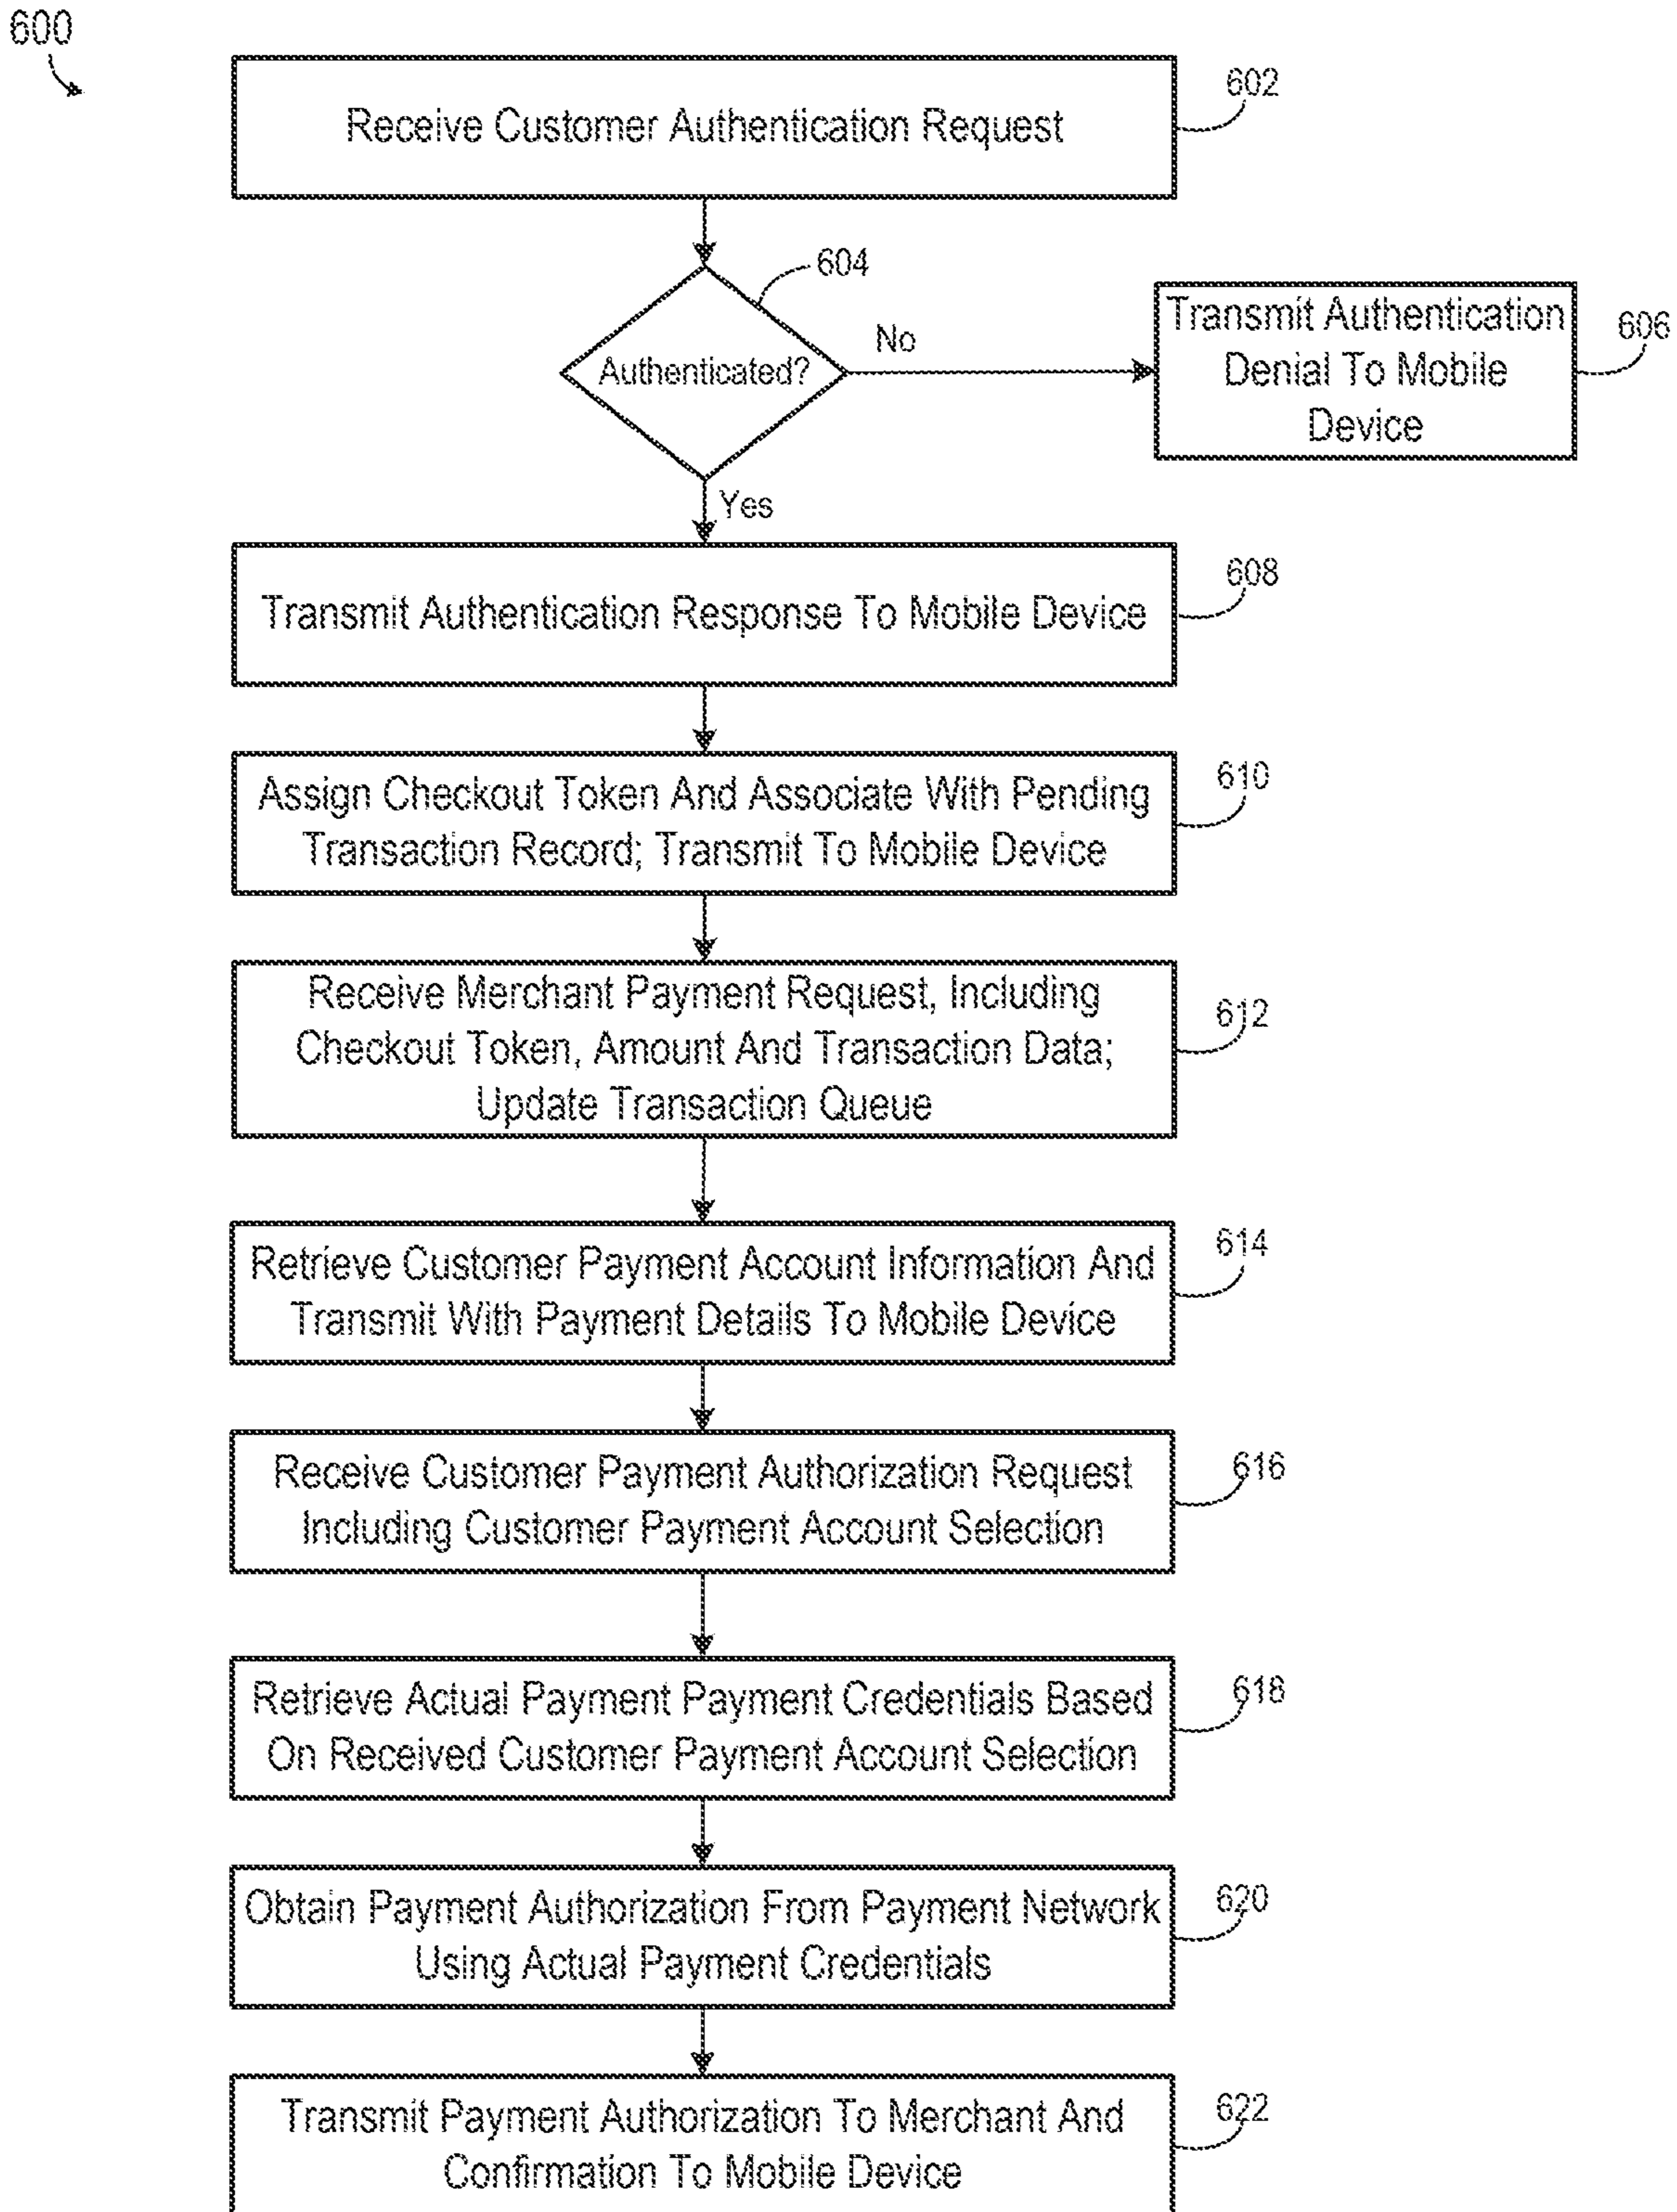 600
Receive Customer Authentication Request
602
604
Authenticated?
No
Transmit Authentication
Denial To Mobile
Device
606
Yes
Transmit Authentication Response To Mobile Device
608
Assign Checkout Token And Associate With Pending
Transaction Record; Transmit To Mobile Device
610
Receive Merchant Payment Request, Including
Checkout Token, Amount And Transaction Data;
Update Transaction Queue
612
Retrieve Customer Payment Account Information And
Transmit With Payment Details To Mobile Device
614
Receive Customer Payment Authorization Request
Including Customer Payment Account Selection
616
Retrieve Actual Payment Payment Credentials Based
On Received Customer Payment Account Selection
618
Obtain Payment Authorization From Payment Network
Using Actual Payment Credentials
620
Transmit Payment Authorization To Merchant And
Confirmation To Mobile Device
622